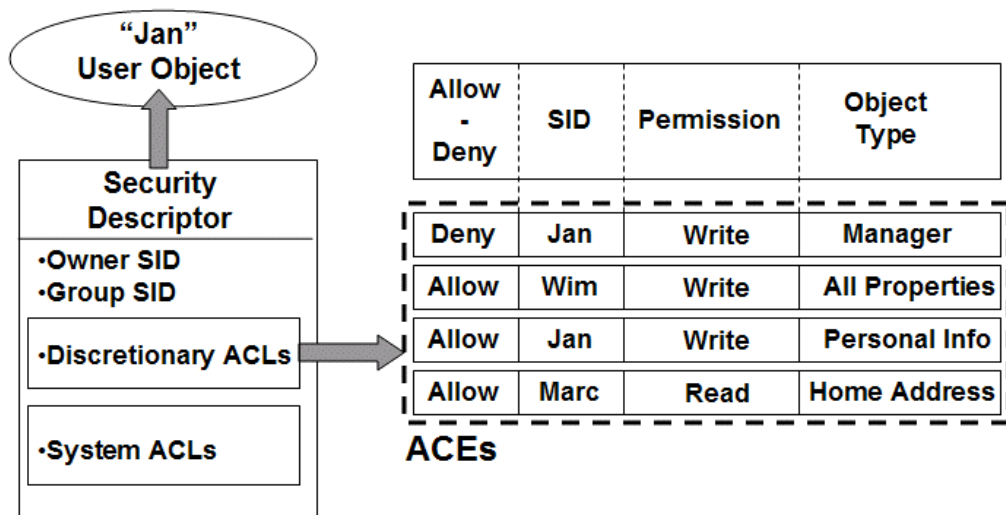 “Jan”
User Object
Security
Descriptor
•Owner SID
•Group SID
•Discretionary ACLs
•System ACLs
Allow
-
Deny
SID
Permission
Object
Type
Deny Jan Write Manager
Allow Wim Write All Properties
Allow Jan Write Personal Info
Allow Marc Read Home Address
ACEs